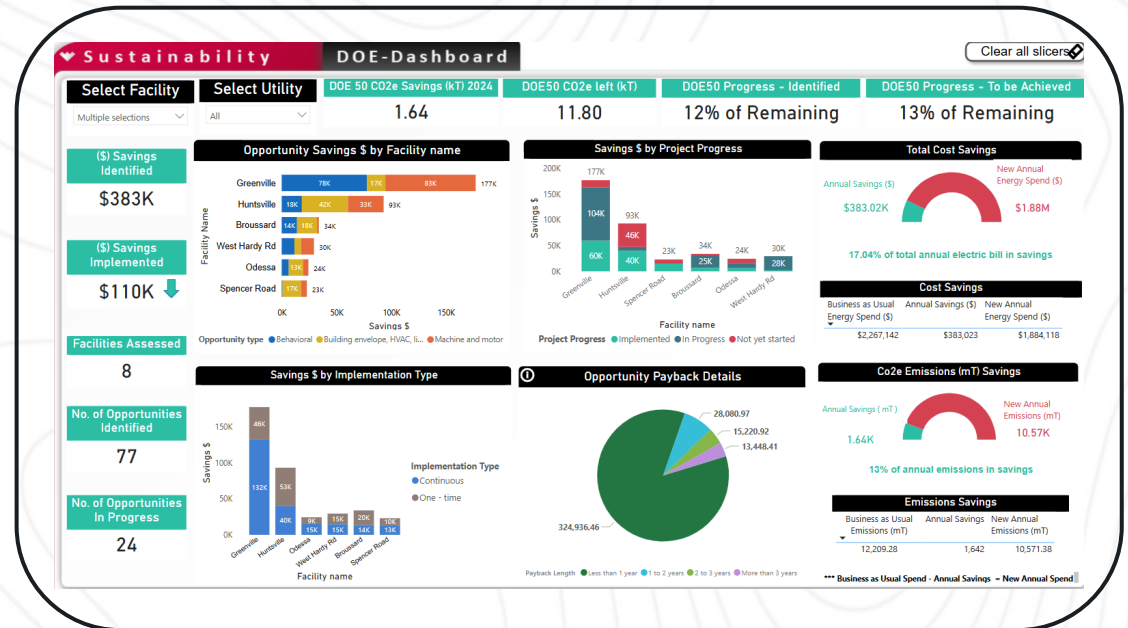 Sustainability
DOE-Dashboard
Clear all slicers
Select Facility
Multiple selections
Select Utility
All
DOE 50 CO2e Savings (kT) 2024
1.64
DOE50 CO2e left (kT)
11.80
DOE50 Progress - Identified
12% of Remaining
DOE50 Progress - To be Achieved
13% of Remaining
($) Savings
Identified
$383K
($) Savings
Implemented
$110K
Facilities Assessed
8
No. of Opportunities
Identified
77
No. of Opportunities
In Progress
24
Opportunity Savings $ by Facility name
Facility Name
Greenville
78K
17K
83K
177K
Huntsville
18K
42K
33K
93K
Broussard
14K
18K
34K
West Hardy Rd
30K
Odessa
13K
24K
Spencer Road
17K
23K
0K
50K
100K
150K
Savings $
Opportunity type
Behavioral
Building envelope, HVAC, li...
Machine and motor
Savings $ by Project Progress
Savings $
200K
150K
100K
50K
0K
177K
104K
60K
93K
46K
40K
23K
34K
25K
24K
30K
28K
Greenville
Huntsville
Spencer Road
Broussard
Odessa
West Hardy Rd
Facility name
Project Progress
Implemented
In Progress
Not yet started
Total Cost Savings
Annual Savings ($)
$383.02K
New Annual
Energy Spend ($)
$1.88M
17.04% of total annual electric bill in savings
Cost Savings
Business as Usual
Energy Spend ($)
Annual Savings ($)
New Annual
Energy Spend ($)
$2,267,142
$383,023
$1,884,118
Savings $ by Implementation Type
Savings $
150K
100K
50K
0K
46K
132K
53K
40K
9K
15K
15K
15K
20K
14K
10K
13K
Greenville
Huntsville
Odessa
West Hardy Rd
Broussard
Spencer Road
Facility name
Implementation Type
Continuous
One - time
Opportunity Payback Details
28,080.97
15,220.92
13,448.41
324,936.46
Payback Length
Less than 1 year
1 to 2 years
2 to 3 years
More than 3 years
Co2e Emissions (mT) Savings
Annual Savings ( mT )
1.64K
New Annual
Emissions (mT)
10.57K
13% of annual emissions in savings
Emissions Savings
Business as Usual
Emissions (mT)
Annual Savings
New Annual
Emissions (mT)
12,209.28
1,642
10,571.38
*** Business as Usual Spend - Annual Savings = New Annual Spend